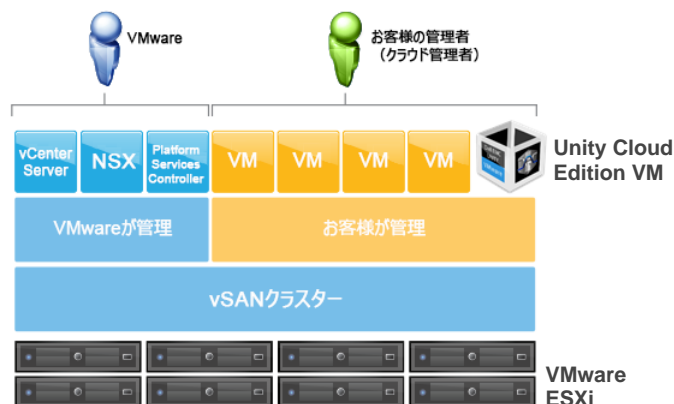 VMware
お客様の管理者
（クラウド管理者）
vCenter
Server
NSX
Platform
Services
Controller
VM
VM
VM
VM
Unity Cloud
Edition VM
VMwareが管理
お客様が管理
vSANクラスター
VMware
ESXi